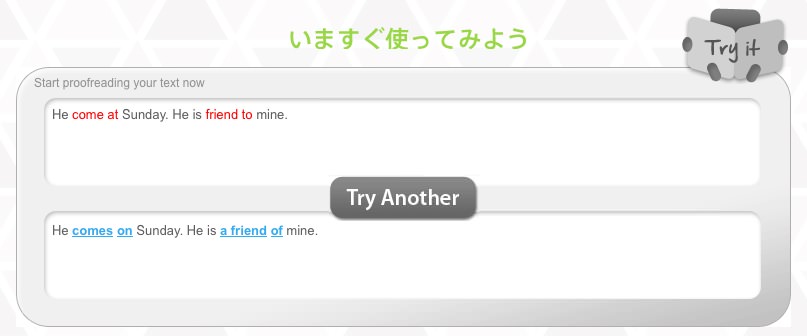 いますぐ使ってみよう
Try it
Start proofreading your text now
He come at Sunday. He is friend to mine.
Try Another
He comes on Sunday. He is a friend of mine.